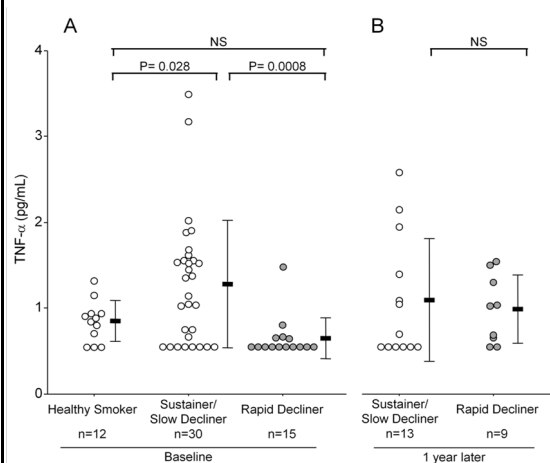 A
B
NS
NS
P= 0.028
P= 0.0008
4
3
2
1
0
TNF-α (pg/mL)
Healthy Smoker
Sustainer/
Slow Decliner
Rapid Decliner
Sustainer/
Slow Decliner
Rapid Decliner
n=12
n=30
n=15
n=13
n=9
Baseline
1 year later